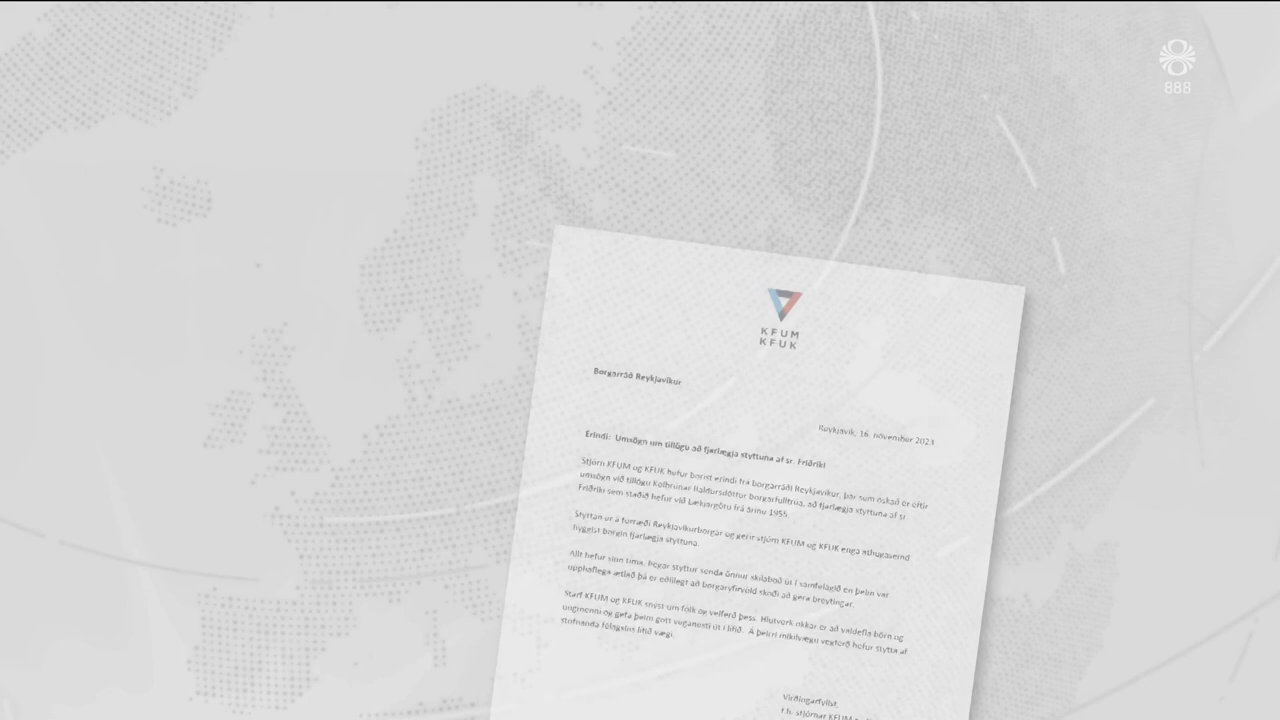 888
KFUM
KFUK
Borgarráð Reykjavíkur
Reykjavík, 16. nóvember 2023
Erindi: Umsögn um tillögu að fjarlægja styttuna af sr. Friðriki
Stjórn KFUM og KFUK hefur borist erindi frá borgarráði Reykjavíkur, þar sem óskað er eftir
umsögn við tillögu Kolbrúnar Baldursdóttur borgarfulltrúa, að fjarlægja styttuna af sr.
Friðriki sem staðið hefur við Lækjargötu frá árinu 1955.
Styttan er á forræði Reykjavíkurborgar og gerir stjórn KFUM og KFUK enga athugasemd
hyggist borgin fjarlægja styttuna.
Allt hefur sinn tíma, þegar styttur senda önnur skilaboð út í samfélagið en þeim var
upphaflega ætlað þá er eðlilegt að borgaryfirvöld skoði að gera breytingar.
Starf KFUM og KFUK snýst um fólk og velferð þess. Hlutverk okkar er að valdefla börn og
ungmenni og gefa þeim gott veganesti út í lífið. Á þeirri mikilvægu vegferð hefur stytta af
stofnanda félagsins lítið vægi.
Virðingarfyllst,
f.h. stjórnar KFUM